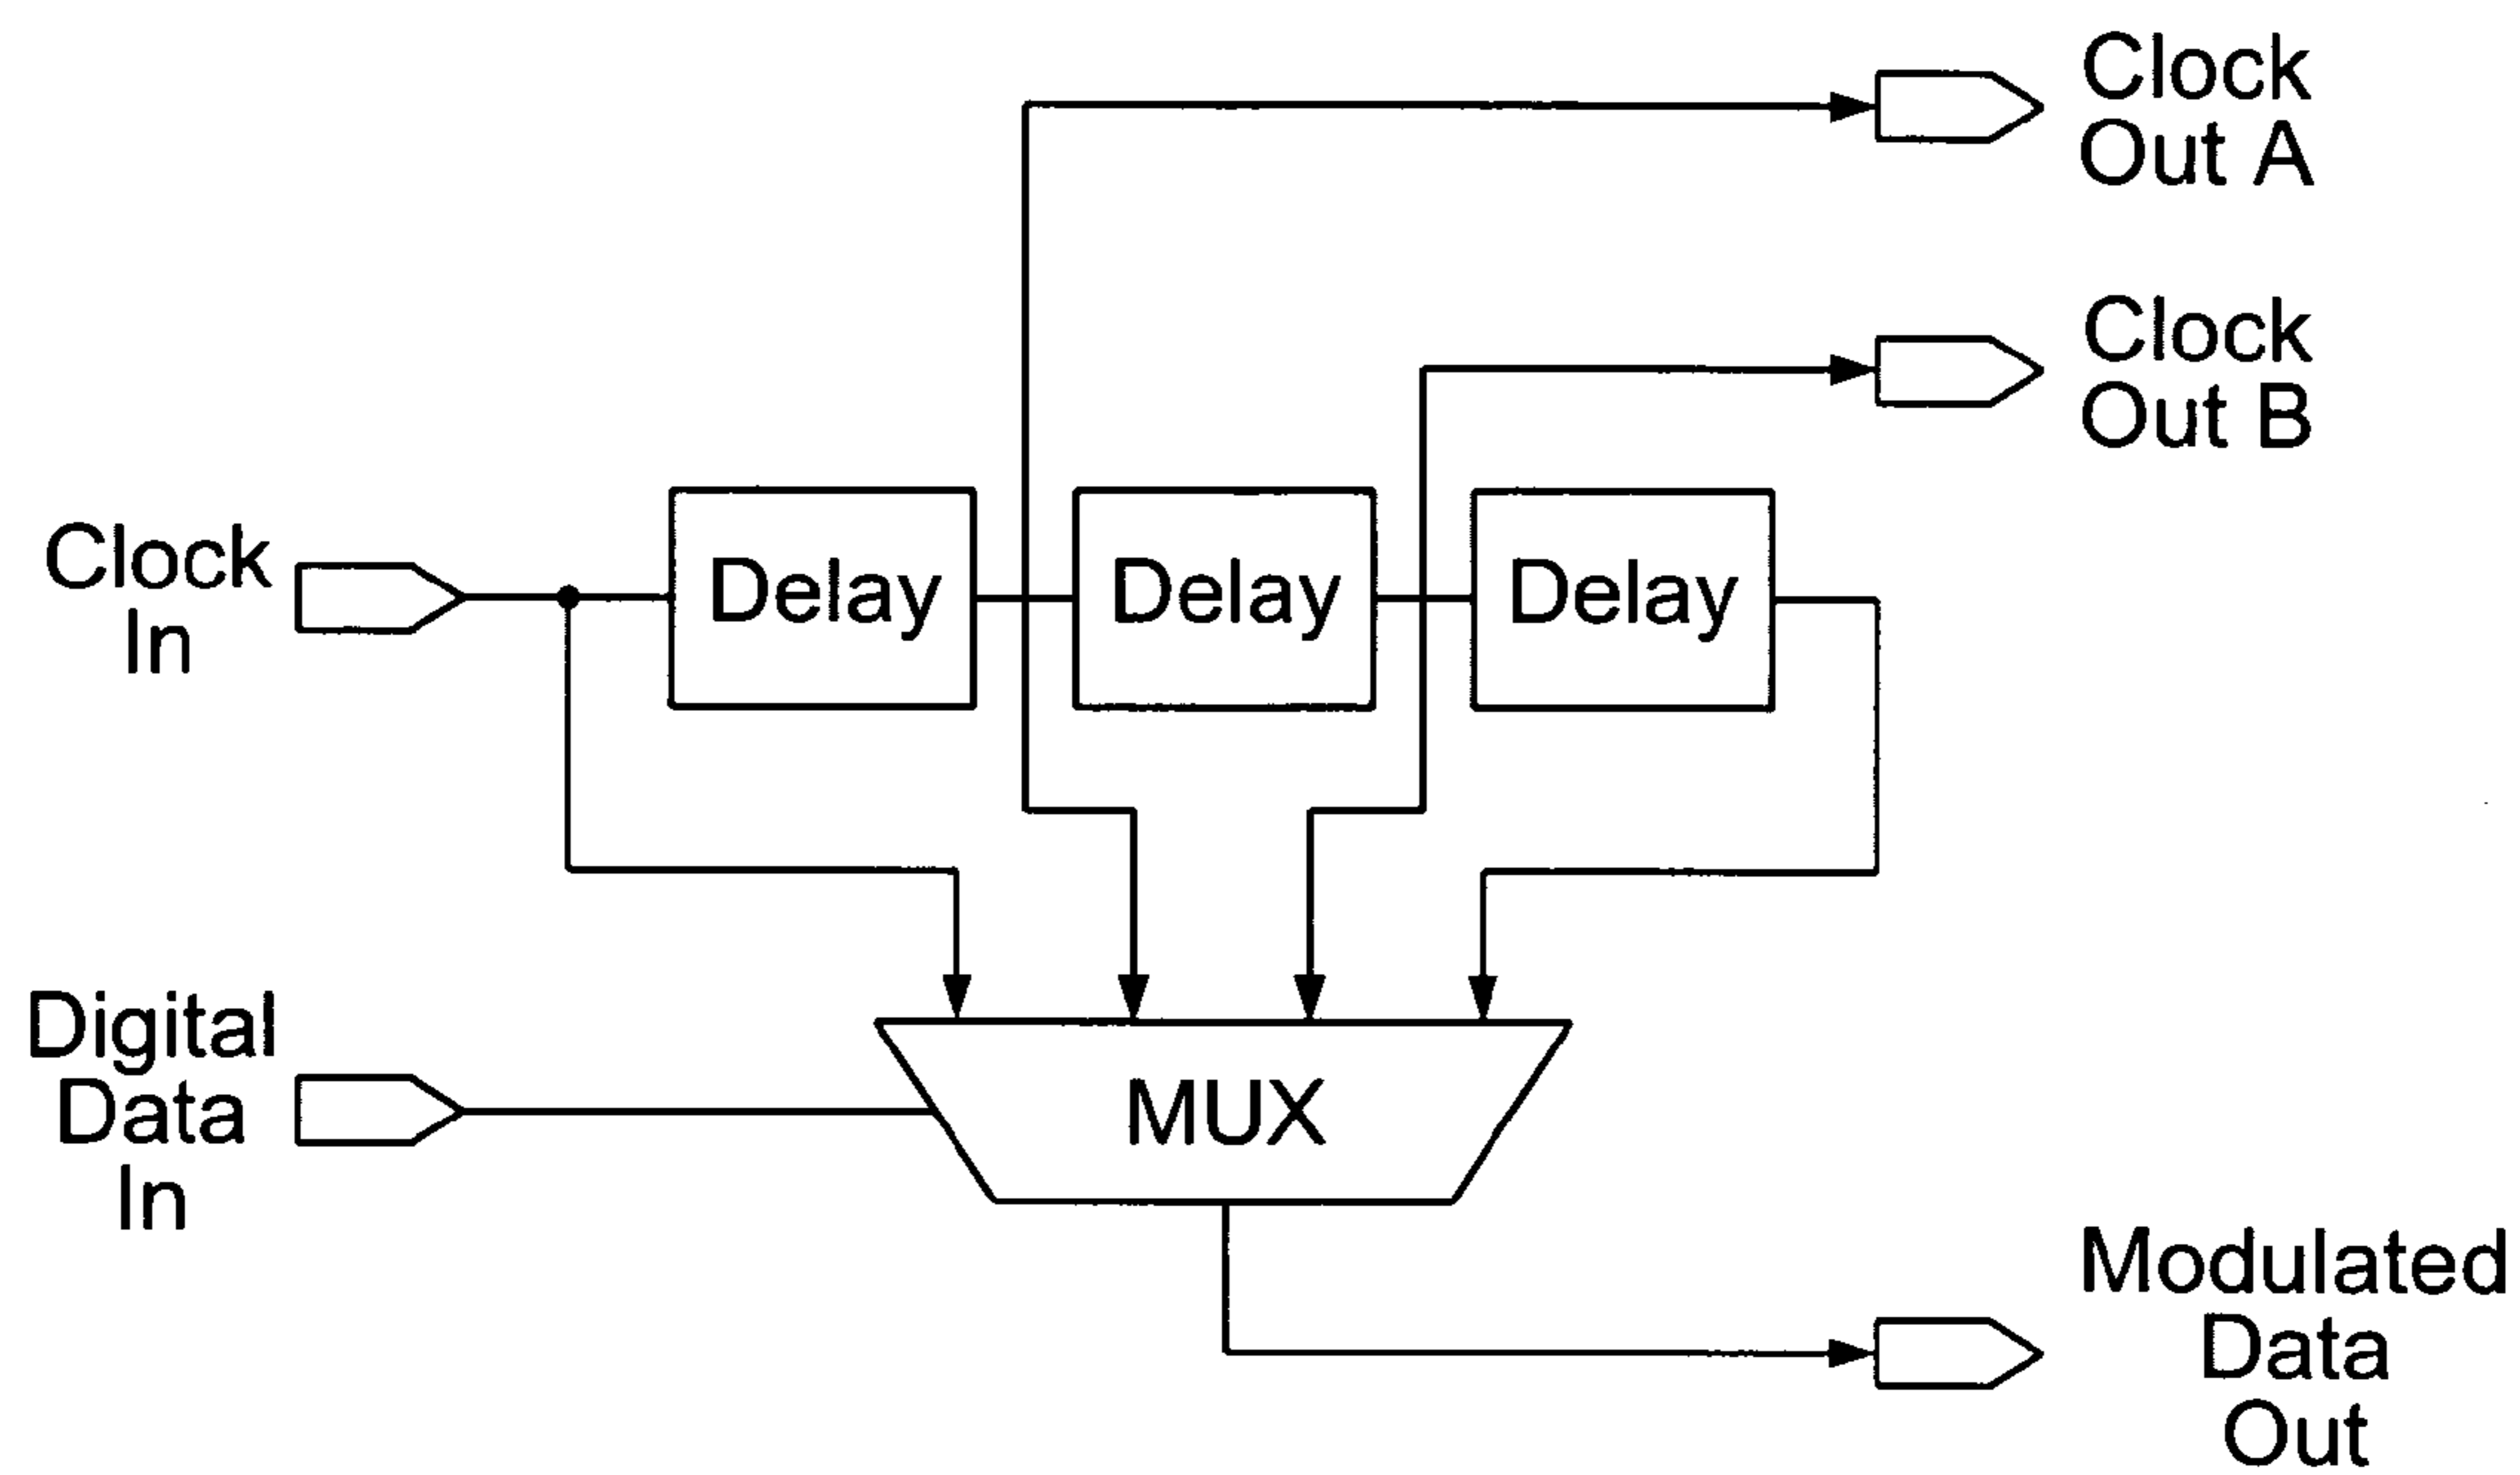 Clock
Out A
Clock
Out B
Clock
In
Delay
Delay
Delay
Digital
Data
In
MUX
Modulated
Data
Out